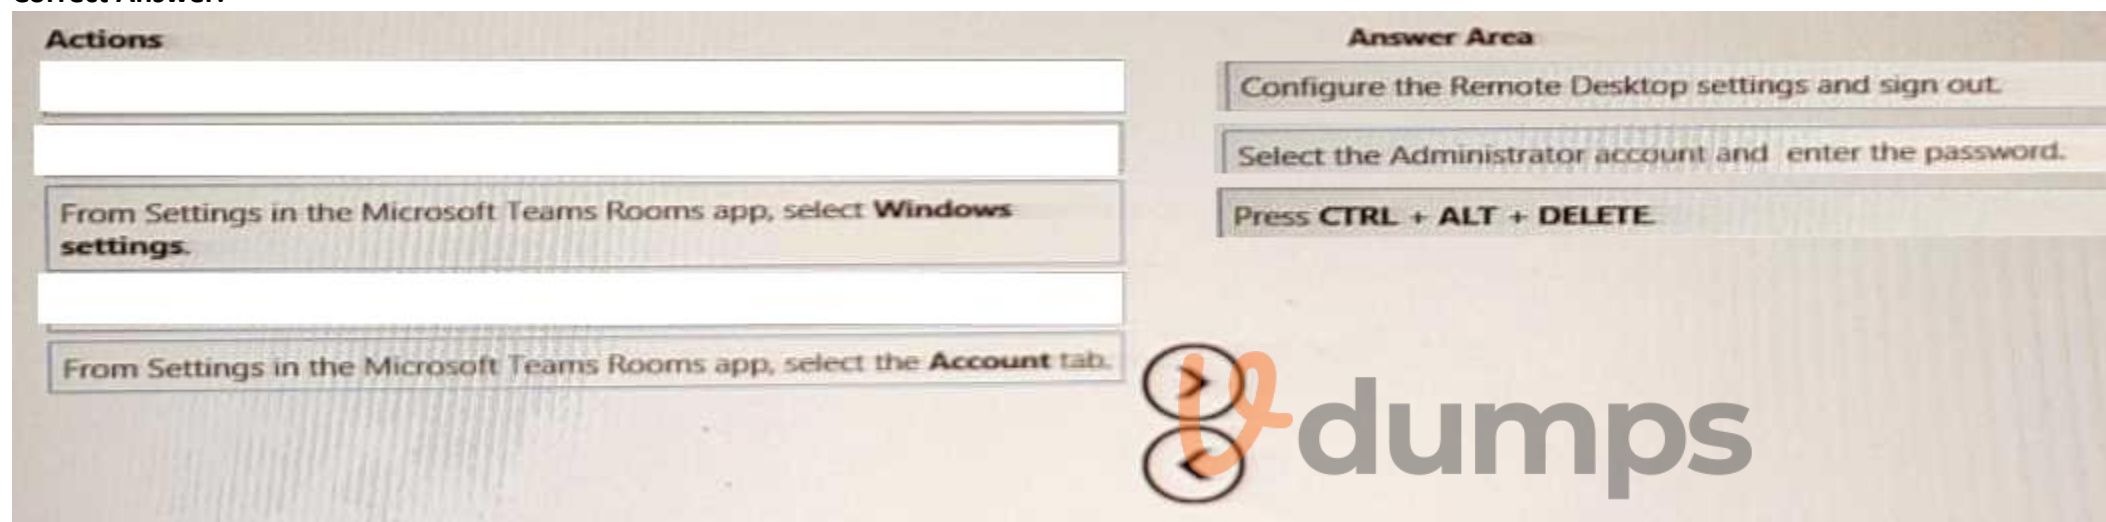 Correct Answer:
Actions
From Settings in the Microsoft Teams Rooms app, select Windows
settings.
From Settings in the Microsoft Teams Rooms app, select the Account tab.
Answer Area
Configure the Remote Desktop settings and sign out.
Select the Administrator account and enter the password.
Press CTRL + ALT + DELETE
dumps